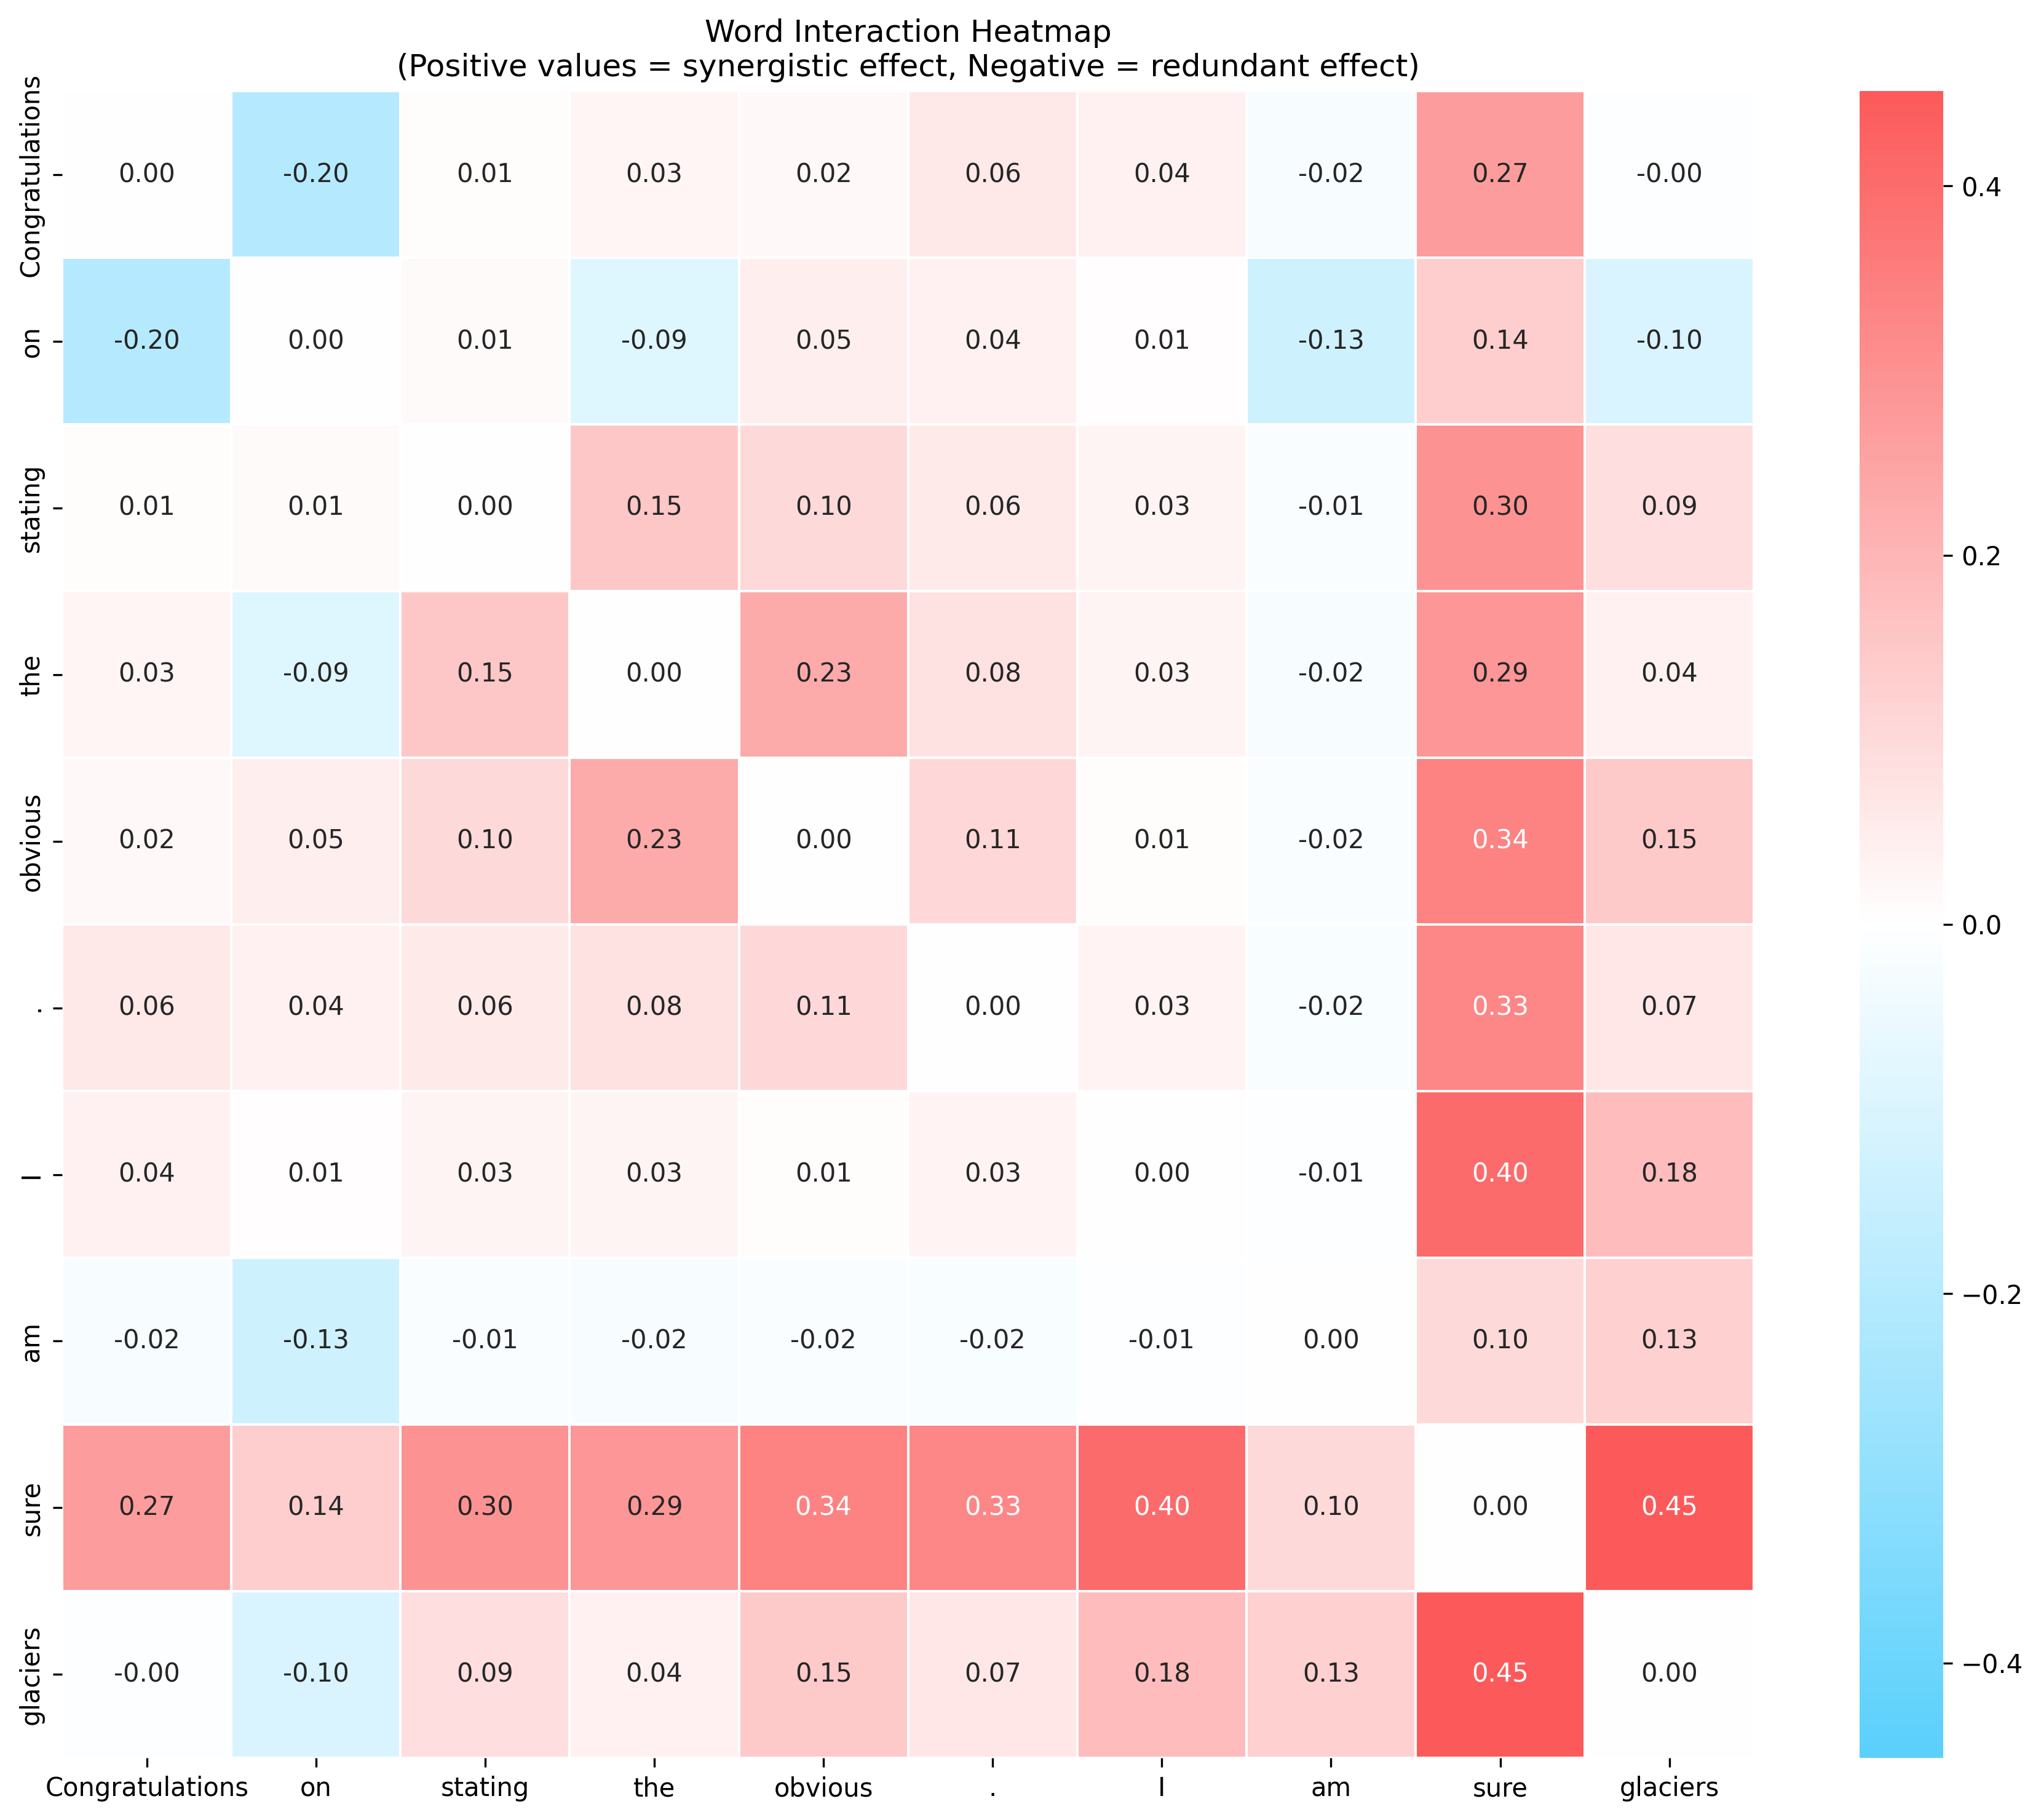 Word Interaction Heatmap
(Positive values = synergistic effect, Negative = redundant effect)
Congratulations 0.00 -0.20 0.01 0.03 0.02 0.06 0.04 -0.02 0.27 -0.00
on -0.20 0.00 0.01 -0.09 0.05 0.04 0.01 -0.13 0.14 -0.10
stating 0.01 0.01 0.00 0.15 0.10 0.06 0.03 -0.01 0.30 0.09
the 0.03 -0.09 0.15 0.00 0.23 0.08 0.03 -0.02 0.29 0.04
obvious 0.02 0.05 0.10 0.23 0.00 0.11 0.01 -0.02 0.34 0.15
. 0.06 0.04 0.06 0.08 0.11 0.00 0.03 -0.02 0.33 0.07
I 0.04 0.01 0.03 0.03 0.01 0.03 0.00 -0.01 0.40 0.18
am -0.02 -0.13 -0.01 -0.02 -0.02 -0.02 -0.01 0.00 0.10 0.13
sure 0.27 0.14 0.30 0.29 0.34 0.33 0.40 0.10 0.00 0.45
glaciers -0.00 -0.10 0.09 0.04 0.15 0.07 0.18 0.13 0.45 0.00
Congratulations on stating the obvious . I am sure glaciers
0.4
0.2
0.0
−0.2
−0.4